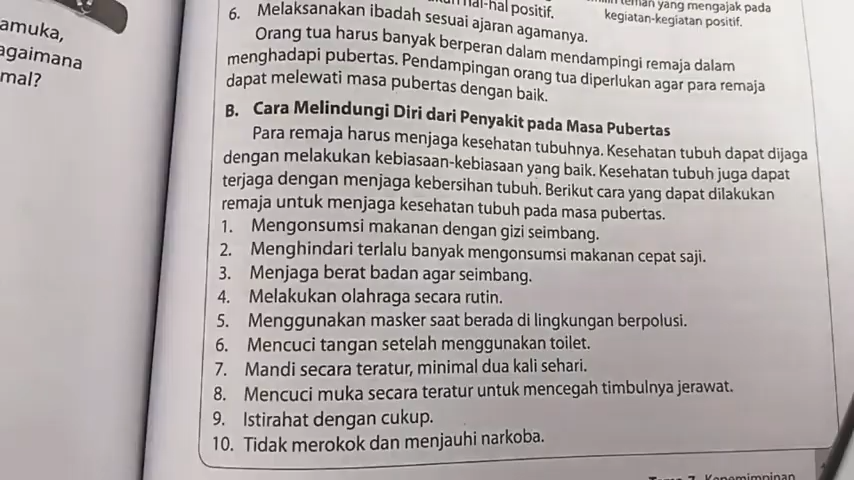 amuka,
agaimana
mal?
hal-hal positif.
teman yang mengajak pada
kegiatan-kegiatan positif.
6. Melaksanakan ibadah sesuai ajaran agamanya.
Orang tua harus banyak berperan dalam mendampingi remaja dalam
menghadapi pubertas. Pendampingan orang tua diperlukan agar para remaja
dapat melewati masa pubertas dengan baik.
B. Cara Melindungi Diri dari Penyakit pada Masa Pubertas
Para remaja harus menjaga kesehatan tubuhnya. Kesehatan tubuh dapat dijaga
dengan melakukan kebiasaan-kebiasaan yang baik. Kesehatan tubuh juga dapat
terjaga dengan menjaga kebersihan tubuh. Berikut cara yang dapat dilakukan
remaja untuk menjaga kesehatan tubuh pada masa pubertas.
1. Mengonsumsi makanan dengan gizi seimbang.
2. Menghindari terlalu banyak mengonsumsi makanan cepat saji.
3. Menjaga berat badan agar seimbang.
4. Melakukan olahraga secara rutin.
5. Menggunakan masker saat berada di lingkungan berpolusi.
6. Mencuci tangan setelah menggunakan toilet.
7. Mandi secara teratur, minimal dua kali sehari.
8. Mencuci muka secara teratur untuk mencegah timbulnya jerawat.
9. Istirahat dengan cukup.
10. Tidak merokok dan menjauhi narkoba.
Tema 7 Kepemimpinan